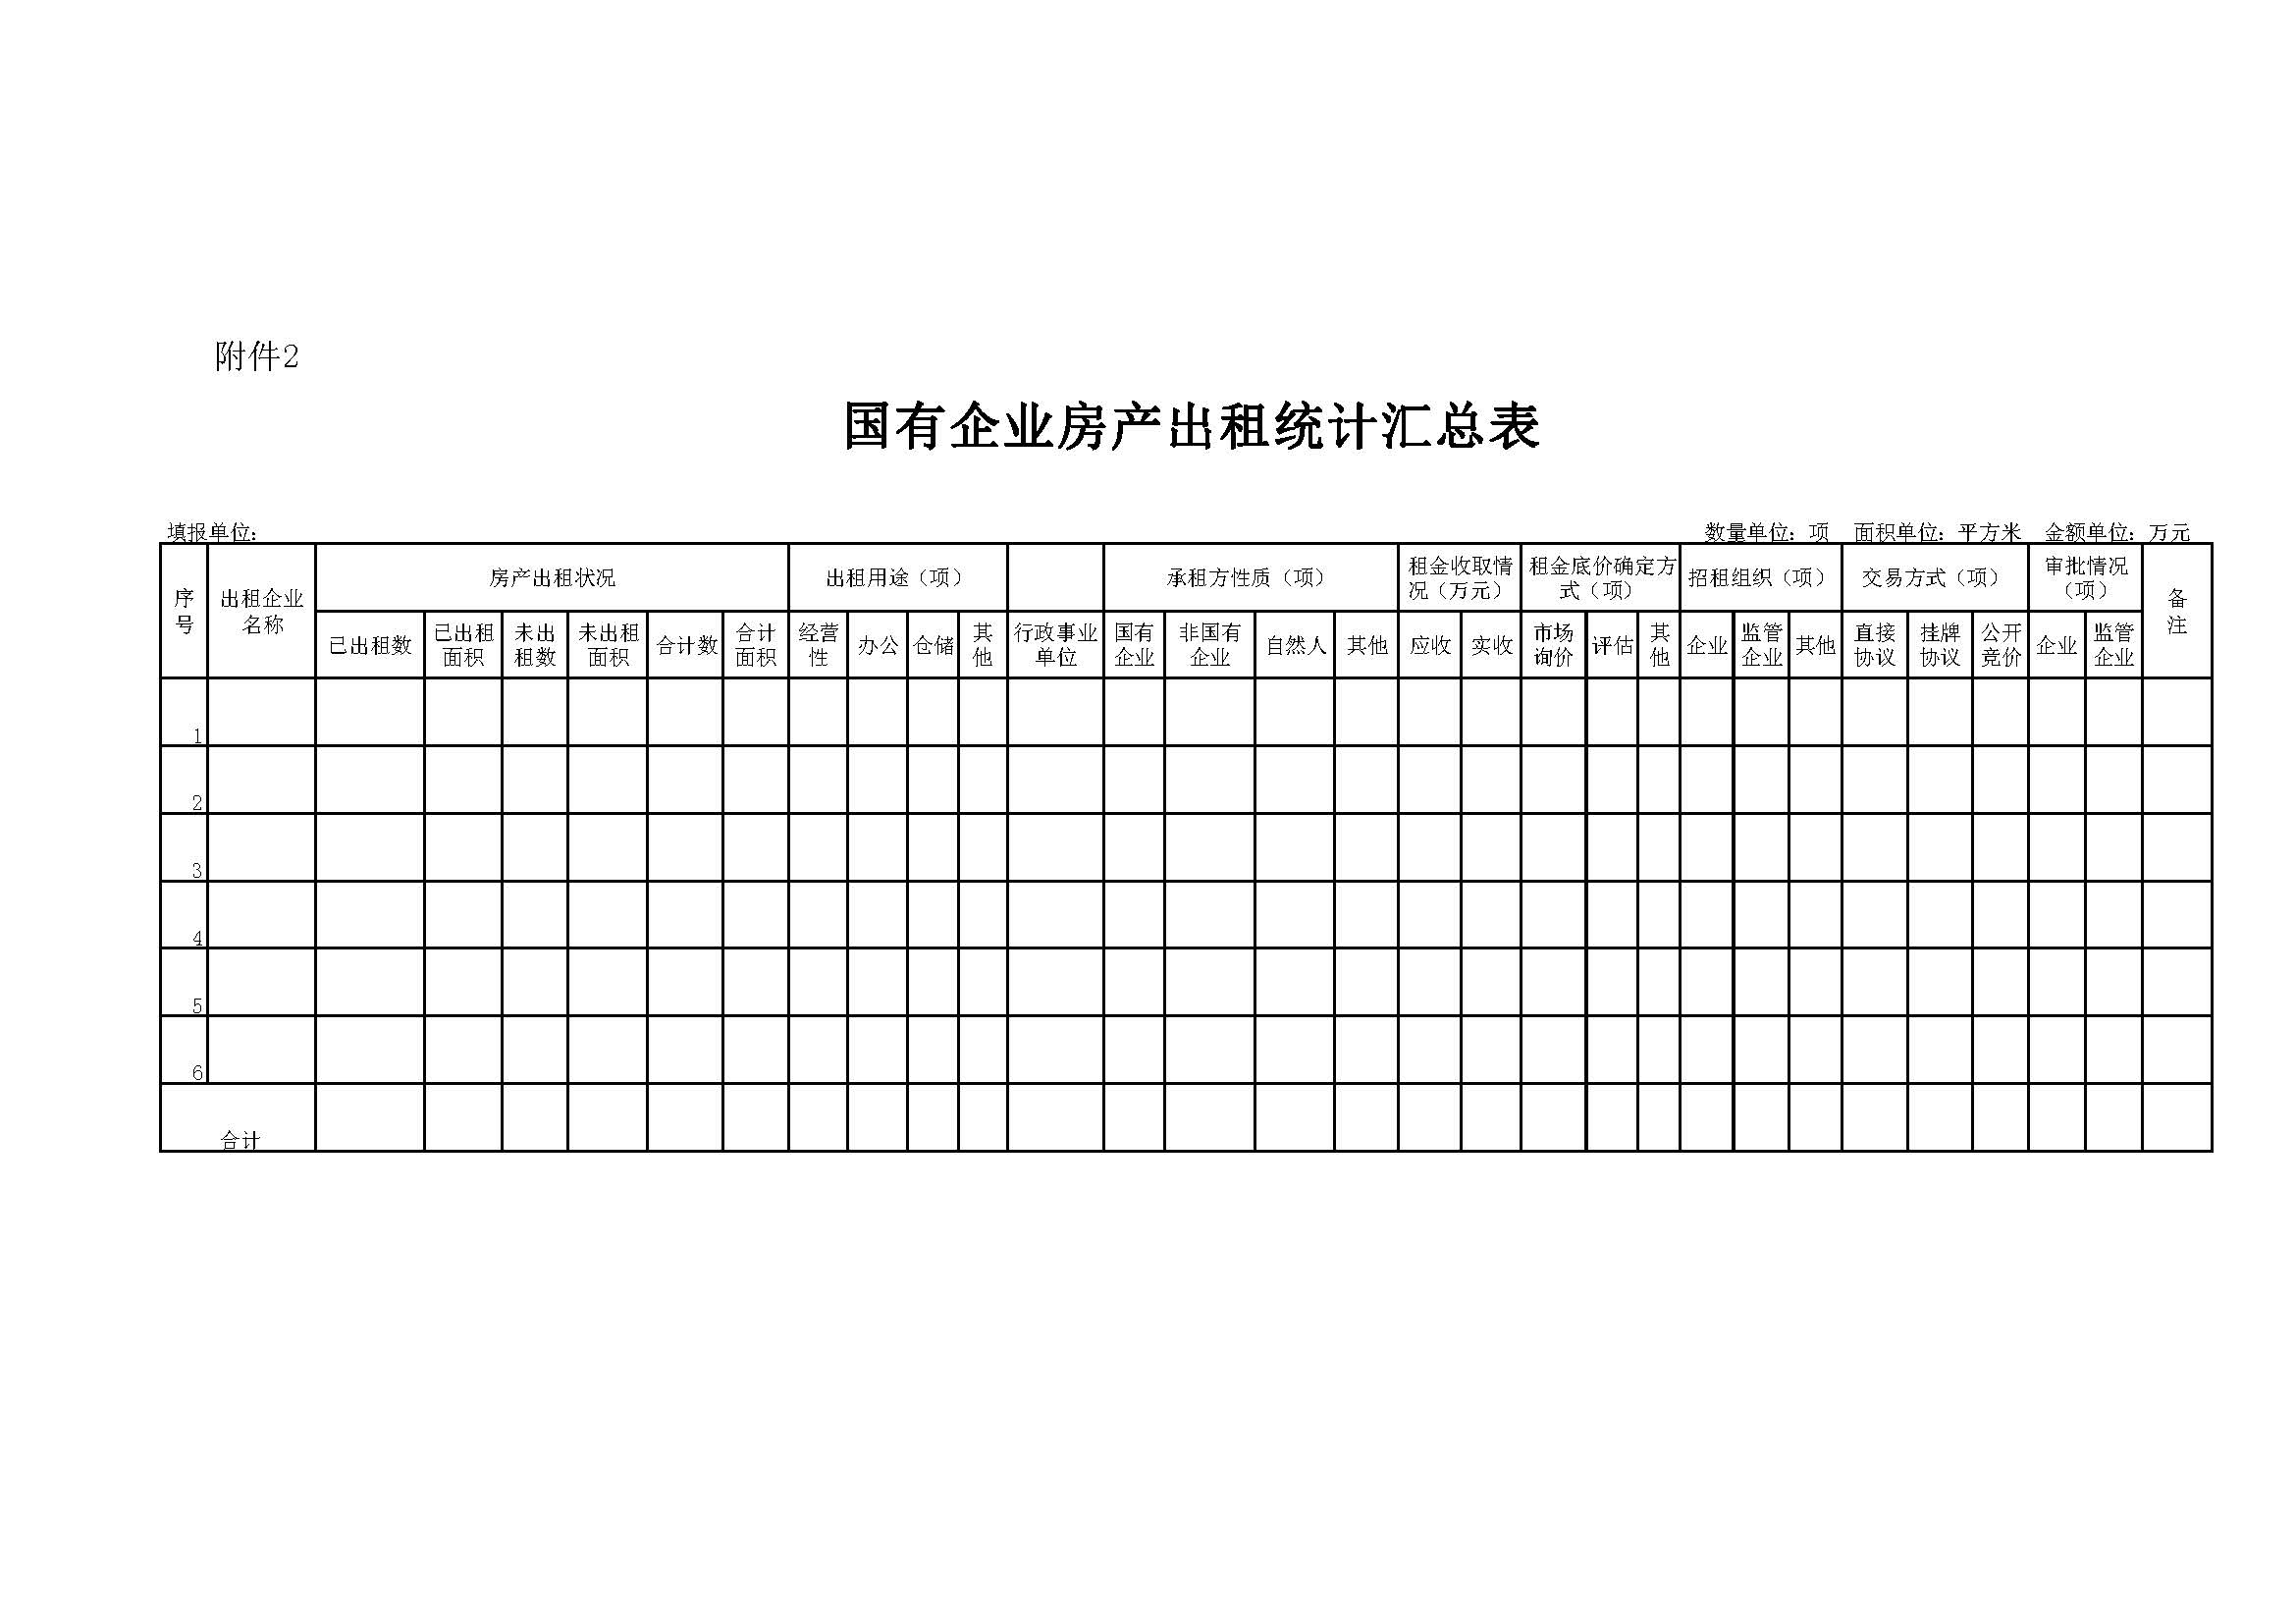 附件2
国有企业房产出租统计汇总表
填报单位： 数量单位：项 面积单位：平方米 金额单位：万元
序号 出租企业名称 房产出租状况 出租用途（项） 承租方性质（项） 租金收取情况（万元） 租金底价确定方式（项） 招租组织（项） 交易方式（项） 审批情况（项） 备注
已出租数 已出租面积 未出租数 未出租面积 合计数 合计面积 经营性 办公 仓储 其他 行政事业单位 国有企业 非国有企业 自然人 其他 应收 实收 市场询价 评估 其他 企业 监管企业 其他 直接协议 挂牌协议 公开竞价 企业 监管企业
1
2
3
4
5
6
合计